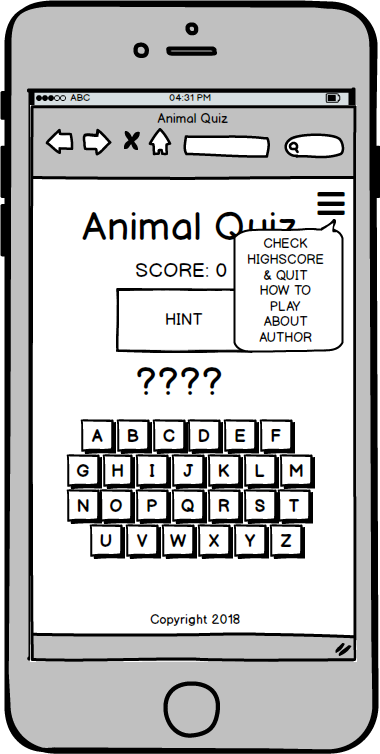 ABC 04:31 PM
Animal Quiz
Animal Quiz
CHECK
HIGHSCORE
& QUIT
HOW TO
PLAY
ABOUT
AUTHOR
SCORE: 0
HINT
????
A B C D E F
G H I J K L M
N O P Q R S T
U V W X Y Z
Copyright 2018